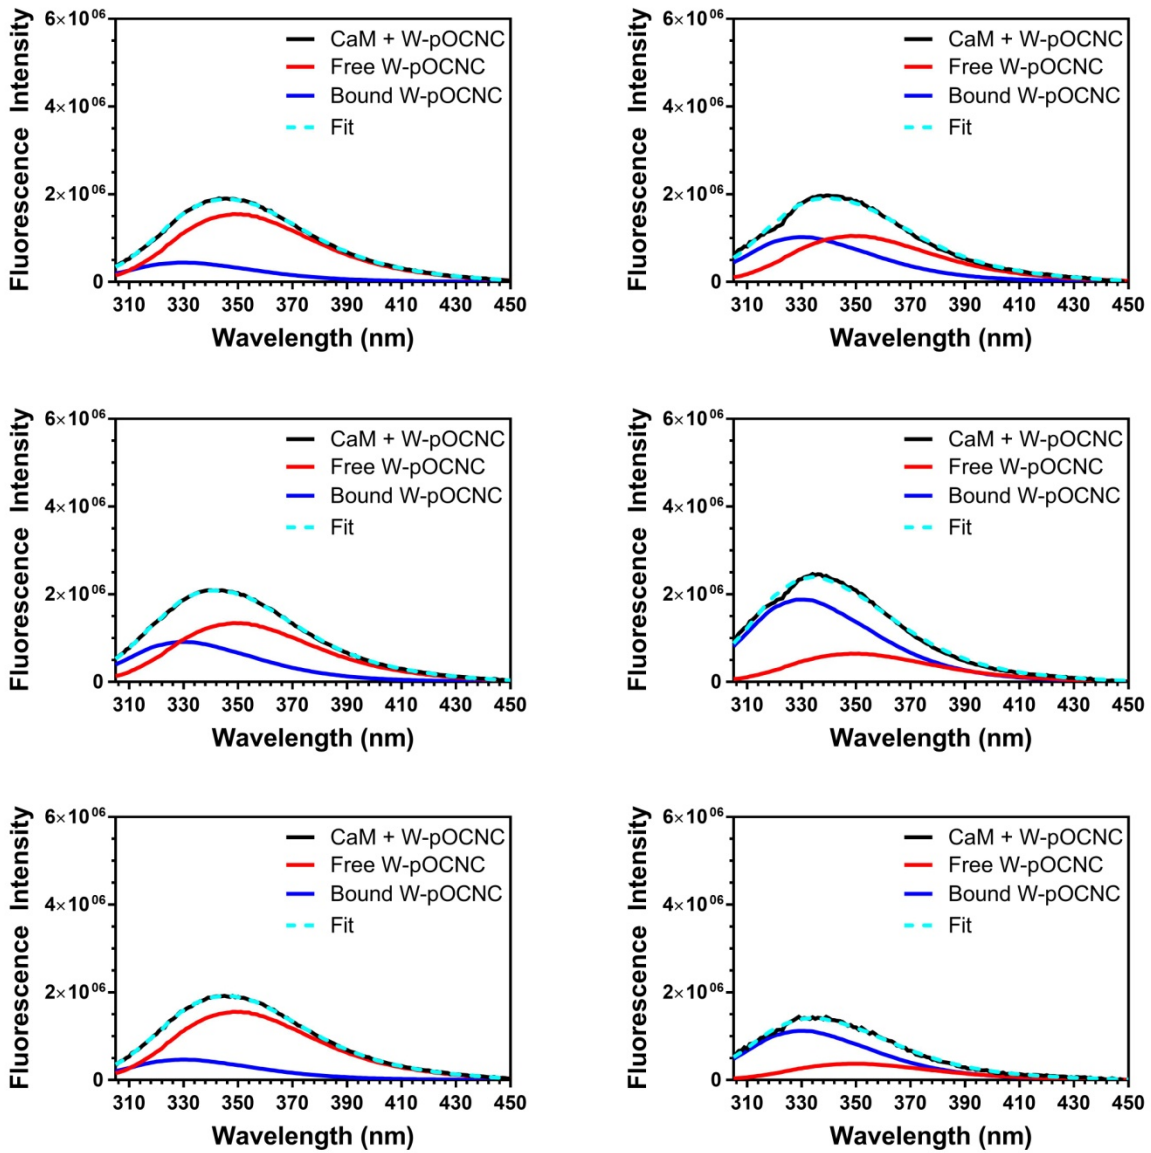 Fluorescence Intensity
6×10⁰⁶
4×10⁰⁶
2×10⁰⁶
0
CaM + W-pOCNC
Free W-pOCNC
Bound W-pOCNC
Fit
310 330 350 370 390 410 430 450
Wavelength (nm)
Fluorescence Intensity
6×10⁰⁶
4×10⁰⁶
2×10⁰⁶
0
CaM + W-pOCNC
Free W-pOCNC
Bound W-pOCNC
Fit
310 330 350 370 390 410 430 450
Wavelength (nm)
Fluorescence Intensity
6×10⁰⁶
4×10⁰⁶
2×10⁰⁶
0
CaM + W-pOCNC
Free W-pOCNC
Bound W-pOCNC
Fit
310 330 350 370 390 410 430 450
Wavelength (nm)
Fluorescence Intensity
6×10⁰⁶
4×10⁰⁶
2×10⁰⁶
0
CaM + W-pOCNC
Free W-pOCNC
Bound W-pOCNC
Fit
310 330 350 370 390 410 430 450
Wavelength (nm)
Fluorescence Intensity
6×10⁰⁶
4×10⁰⁶
2×10⁰⁶
0
CaM + W-pOCNC
Free W-pOCNC
Bound W-pOCNC
Fit
310 330 350 370 390 410 430 450
Wavelength (nm)
Fluorescence Intensity
6×10⁰⁶
4×10⁰⁶
2×10⁰⁶
0
CaM + W-pOCNC
Free W-pOCNC
Bound W-pOCNC
Fit
310 330 350 370 390 410 430 450
Wavelength (nm)